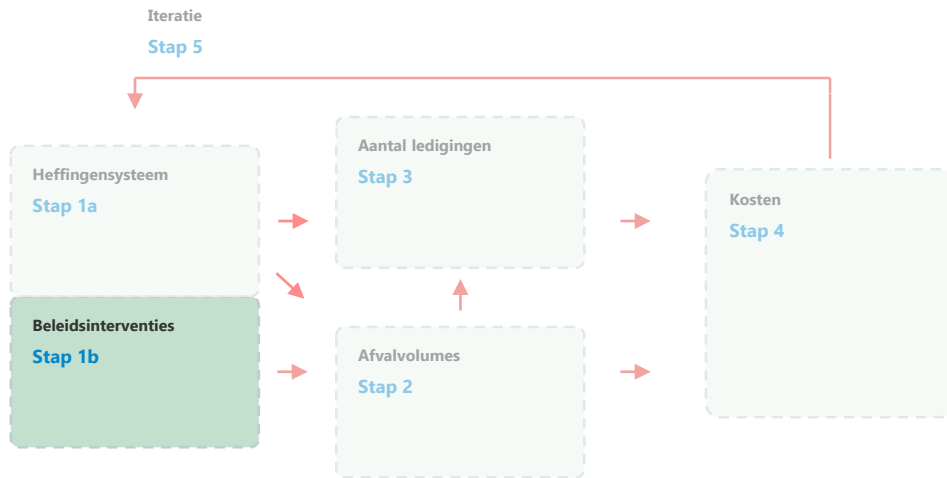 Iteratie
Stap 5
Heffingensysteem
Stap 1a
Beleidsinterventies
Stap 1b
Aantal ledigingen
Stap 3
Afvalvolumes
Stap 2
Kosten
Stap 4